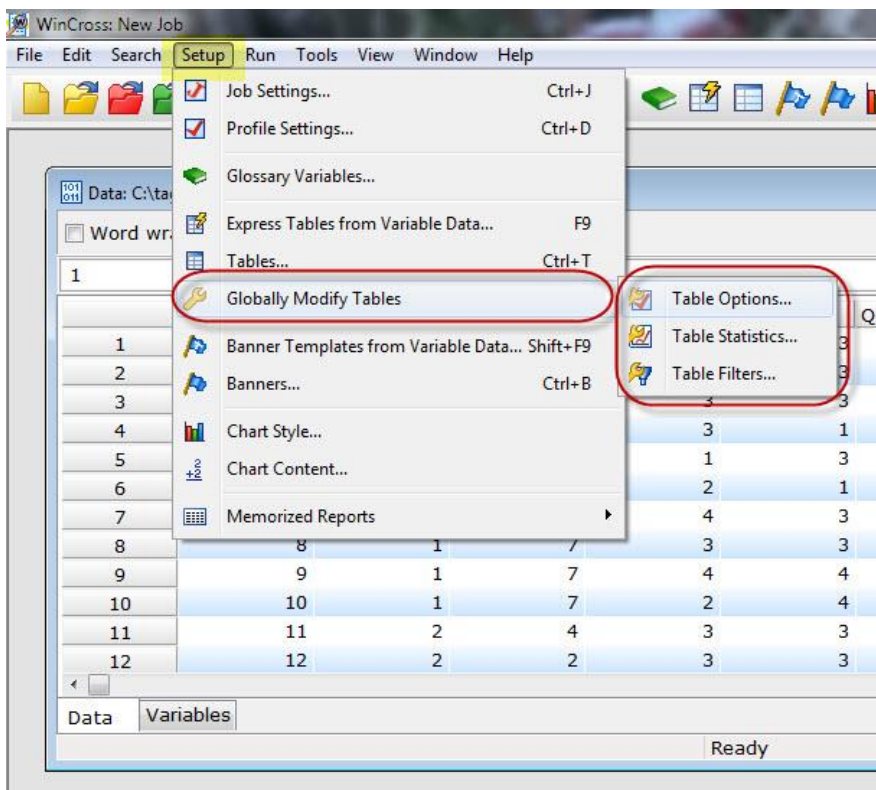 WinCross: New Job
File Edit Search Setup Run Tools View Window Help
Job Settings... Ctrl+J
Profile Settings... Ctrl+D
Glossary Variables...
Data: C:\ta
Express Tables from Variable Data... F9
Word wr
Tables... Ctrl+T
1
Globally Modify Tables
Table Options...
Q
1 Banner Templates from Variable Data... Shift+F9 Table Statistics... 3
2 Banners... Ctrl+B Table Filters... 3
3 3 3
4 Chart Style... 3 1
5 Chart Content... 1 3
6 2 1
7 Memorized Reports 4 3
8 8 1 7 3 3
9 9 1 7 4 4
10 10 1 7 2 4
11 11 2 4 3 3
12 12 2 2 3 3
Data Variables
Ready